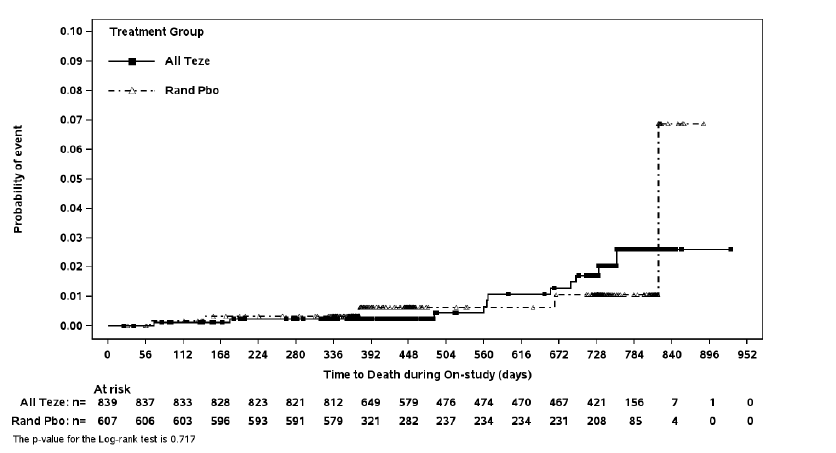 Treatment Group
All Teze
Rand Pbo
Probability of event
0.10
0.09
0.08
0.07
0.06
0.05
0.04
0.03
0.02
0.01
0.00
0 56 112 168 224 280 336 392 448 504 560 616 672 728 784 840 896 952
Time to Death during On-study (days)
At risk
All Teze: n= 839 837 833 828 823 821 812 649 579 476 474 470 467 421 156 7 1 0
Rand Pbo: n= 607 606 603 596 593 591 579 321 282 237 234 234 231 208 85 4 0 0
The p-value for the Log-rank test is 0.717